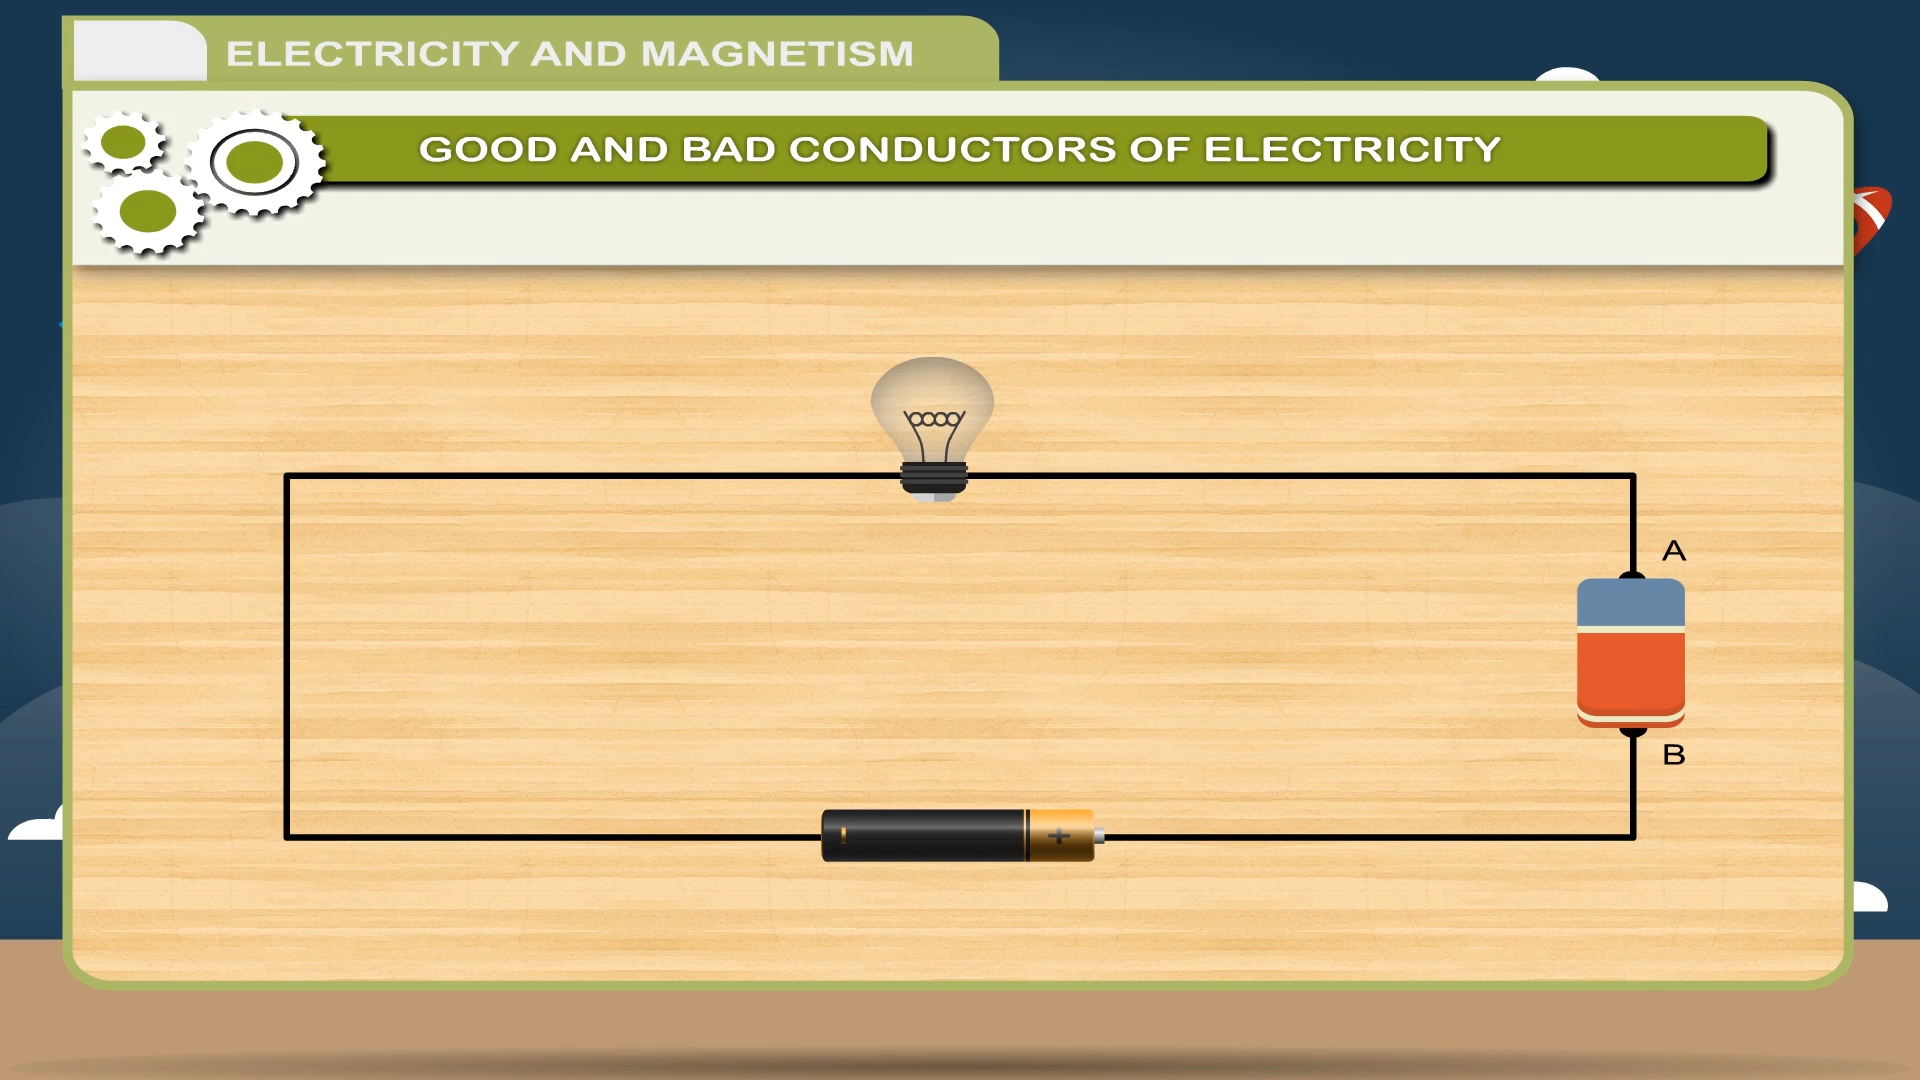 ELECTRICITY AND MAGNETISM
GOOD AND BAD CONDUCTORS OF ELECTRICITY
A
B
- +